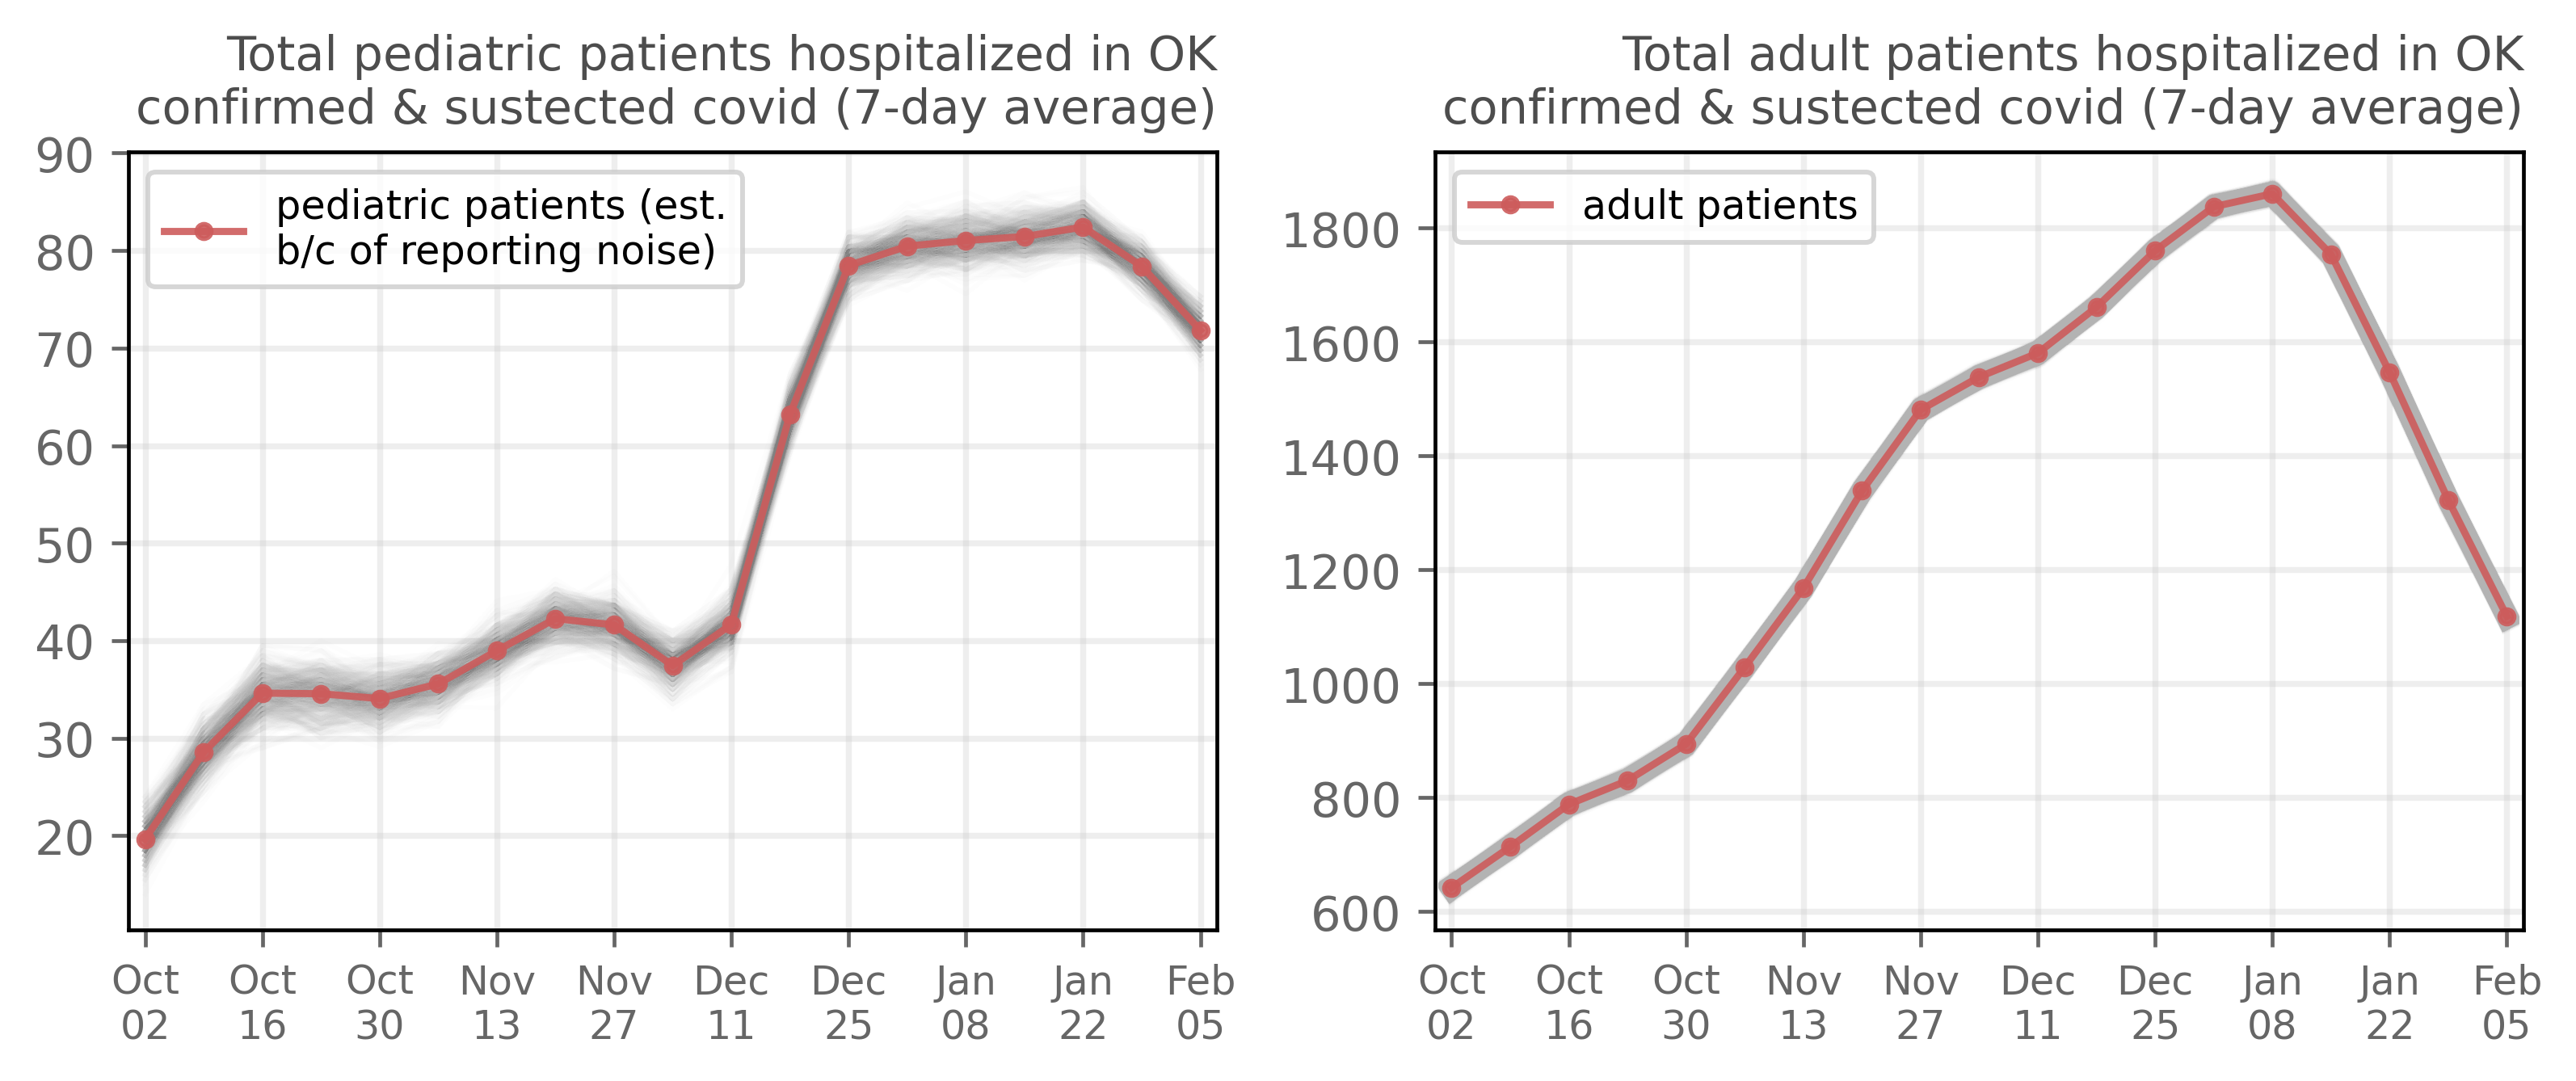 Total pediatric patients hospitalized in OK
confirmed & sustected covid (7-day average)
90
80
70
60
50
40
30
20
pediatric patients (est.
b/c of reporting noise)
Oct Oct Oct Nov Nov Dec Dec Jan Jan Feb
02 16 30 13 27 11 25 08 22 05
Total adult patients hospitalized in OK
confirmed & sustected covid (7-day average)
1800
1600
1400
1200
1000
800
600
adult patients
Oct Oct Oct Nov Nov Dec Dec Jan Jan Feb
02 16 30 13 27 11 25 08 22 05